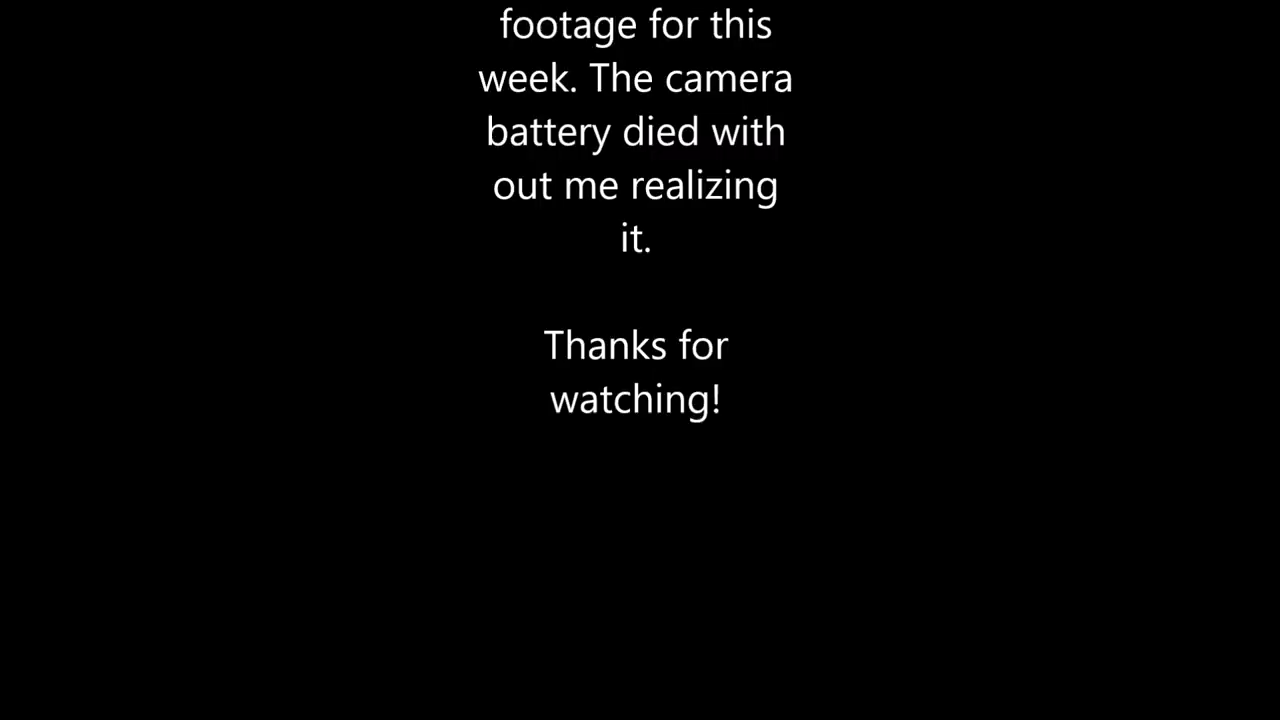 footage for this
week. The camera
battery died with
out me realizing
it.
Thanks for
watching!